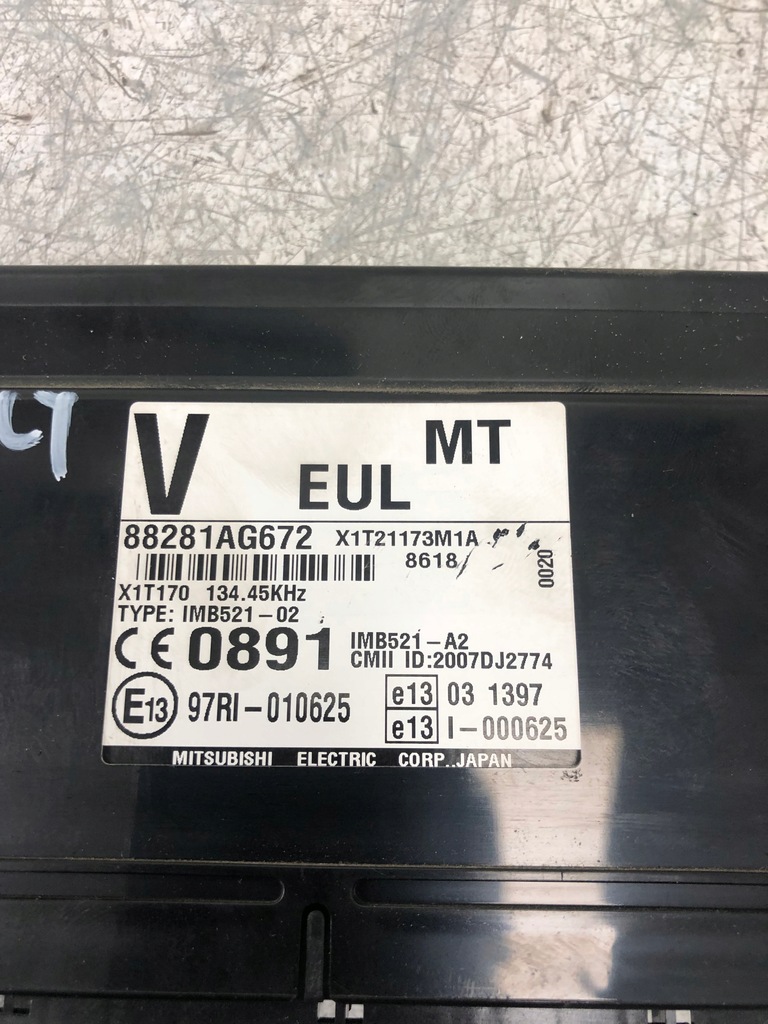 V
MT
EUL
88281AG672 X1T21173M1A
8618
0020
X1T170 134.45KHz
TYPE: IMB521-02
CE 0891 IMB521-A2
CMII ID:2007DJ2774
E13 97RI-010625
e13 03 1397
e13 I-000625
MITSUBISHI ELECTRIC CORP. JAPAN